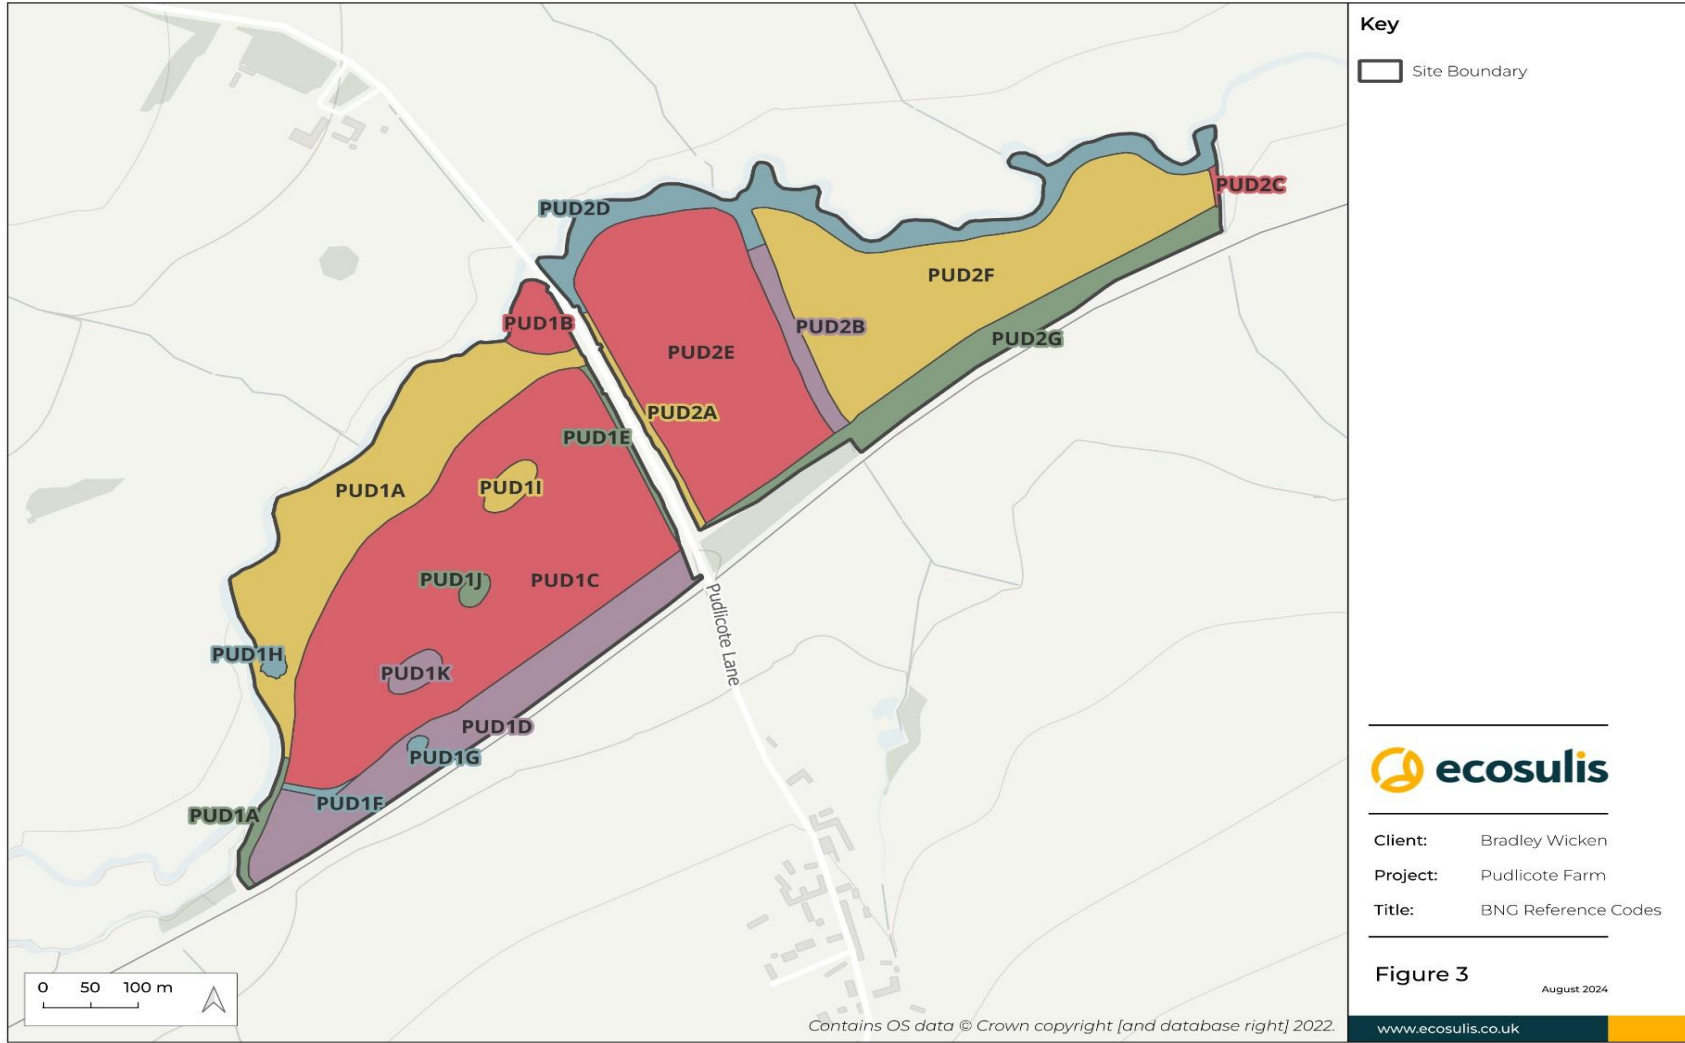 PUD2C
PUD2D
PUD2F
PUD1B
PUD2B
PUD2G
PUD2E
PUD2A
PUD1E
PUD1A
PUD1I
PUD1J
PUD1C
Pudlicote Lane
PUD1H
PUD1K
PUD1D
PUD1G
PUD1F
PUD1A
0 50 100 m
Contains OS data © Crown copyright [and database right] 2022.
Key
Site Boundary
ecosulis
Client: Bradley Wicken
Project: Pudlicote Farm
Title: BNG Reference Codes
Figure 3
August 2024
www.ecosulis.co.uk